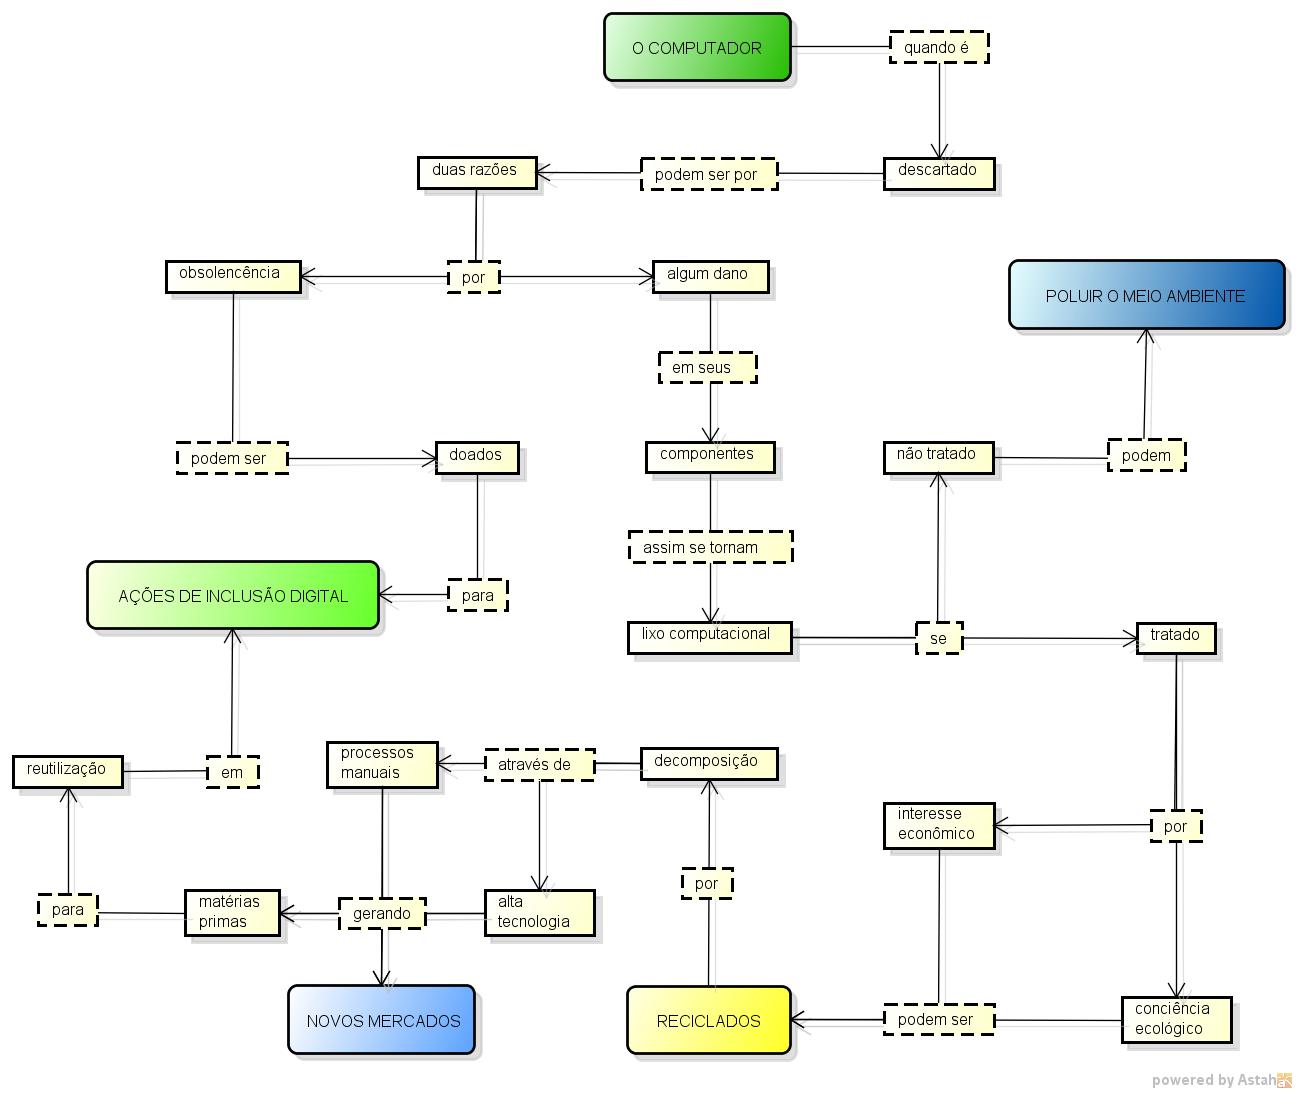 O COMPUTADOR
quando é
duas razões
podem ser por
descartado
obsolencência
por
algum dano
POLUIR O MEIO AMBIENTE
em seus
podem ser
doados
componentes
não tratado
podem
assim se tornam
AÇÕES DE INCLUSÃO DIGITAL
para
lixo computacional
se
tratado
reutilização
em
processos
manuais
através de
decomposição
interesse
econômico
por
por
para
matérias
primas
gerando
alta
tecnologia
NOVOS MERCADOS
RECICLADOS
podem ser
conciência
ecológico
powered by Astah